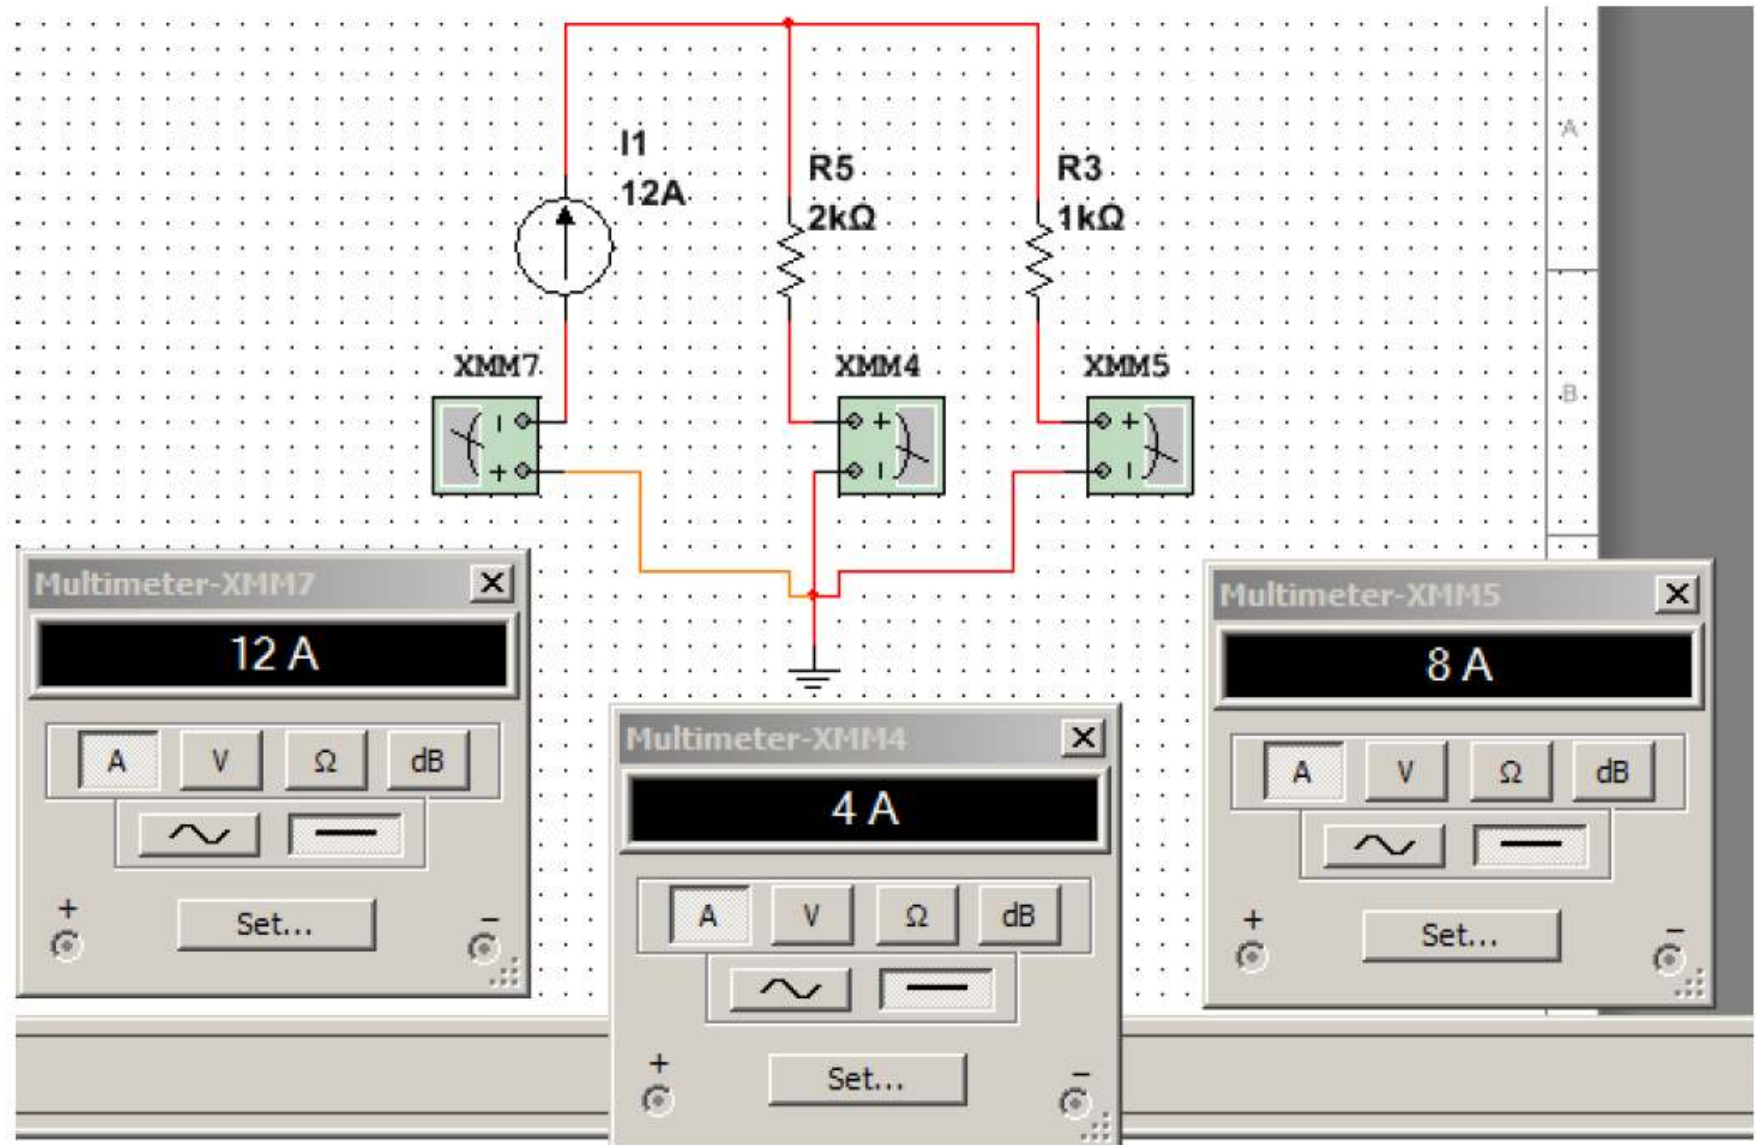 A
I1
12A
R5
2kΩ
R3
1kΩ
XMM7
XMM4
XMM5
B
Multimeter-XMM7
12 A
A V Ω dB
+ −
Set...
Multimeter-XMM4
4 A
A V Ω dB
+ −
Set...
Multimeter-XMM5
8 A
A V Ω dB
+ −
Set...